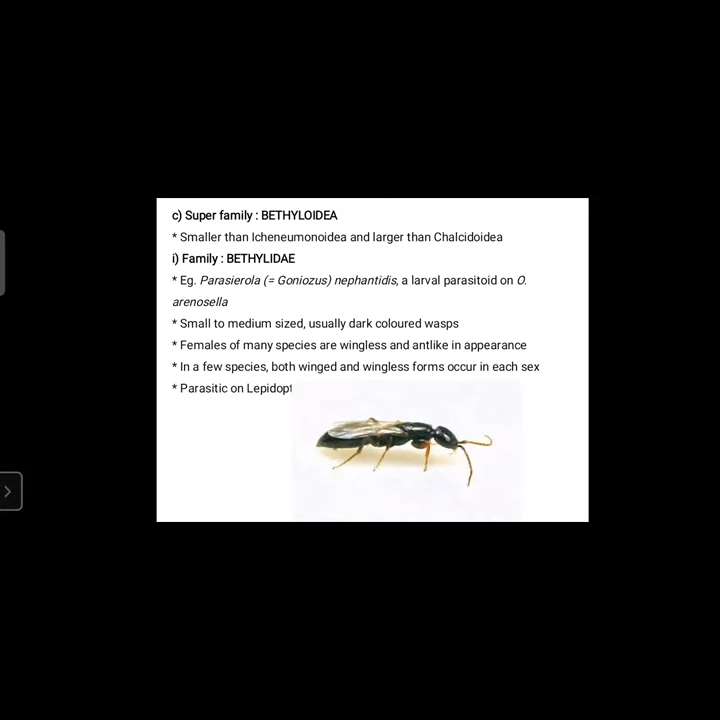 c) Super family : BETHYLOIDEA
* Smaller than Icheneumonoidea and larger than Chalcidoidea
i) Family : BETHYLIDAE
* Eg. Parasierola (= Goniozus) nephantidis, a larval parasitoid on O.
arenosella
* Small to medium sized, usually dark coloured wasps
* Females of many species are wingless and antlike in appearance
* In a few species, both winged and wingless forms occur in each sex
* Parasitic on